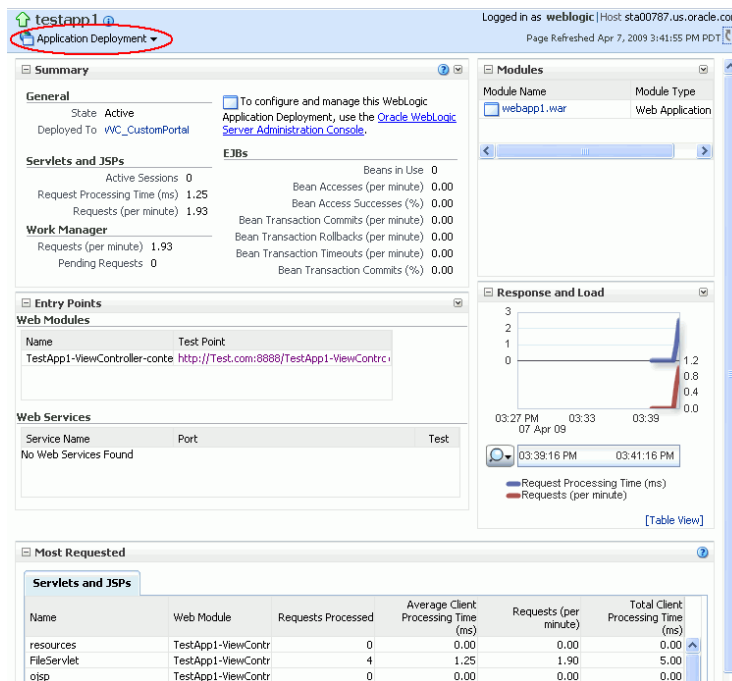 testapp1
Logged in as weblogic|Host sta00787.us.oracle.com
Application Deployment
Page Refreshed Apr 7, 2009 3:41:55 PM PDT
Summary
General
State Active
Deployed To WC_CustomPortal
Servlets and JSPs
Active Sessions 0
Request Processing Time (ms) 1.25
Requests (per minute) 1.93
Work Manager
Requests (per minute) 1.93
Pending Requests 0
To configure and manage this WebLogic
Application Deployment, use the Oracle WebLogic
Server Administration Console.
EJBs
Beans in Use 0
Bean Accesses (per minute) 0.00
Bean Access Successes (%) 0.00
Bean Transaction Commits (per minute) 0.00
Bean Transaction Rollbacks (per minute) 0.00
Bean Transaction Timeouts (per minute) 0.00
Bean Transaction Commits (%) 0.00
Modules
Module Name Module Type
webapp1.war Web Application
Entry Points
Web Modules
Name Test Point
TestApp1-ViewController-conte http://Test.com:8888/TestApp1-ViewContrc
Web Services
Service Name Port Test
No Web Services Found
Response and Load
3
2
1
0
1.2
0.8
0.4
0.0
03:27 PM 03:33 03:39
07 Apr 09
03:39:16 PM 03:41:16 PM
Request Processing Time (ms)
Requests (per minute)
[Table View]
Most Requested
Servlets and JSPs
Name Web Module Requests Processed Average Client Processing Time (ms) Requests (per minute) Total Client Processing Time (ms)
resources TestApp1-ViewContr 0 0.00 0.00 0.00
FileServlet TestApp1-ViewContr 4 1.25 1.90 5.00
ojsp TestApp1-ViewContr 0 0.00 0.00 0.00